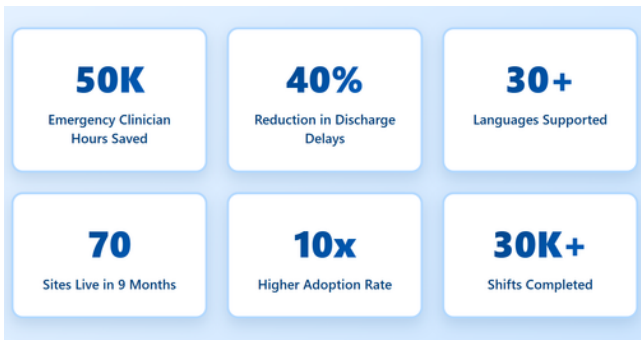 50K
Emergency Clinician
Hours Saved
40%
Reduction in Discharge
Delays
30+
Languages Supported
70
Sites Live in 9 Months
10x
Higher Adoption Rate
30K+
Shifts Completed